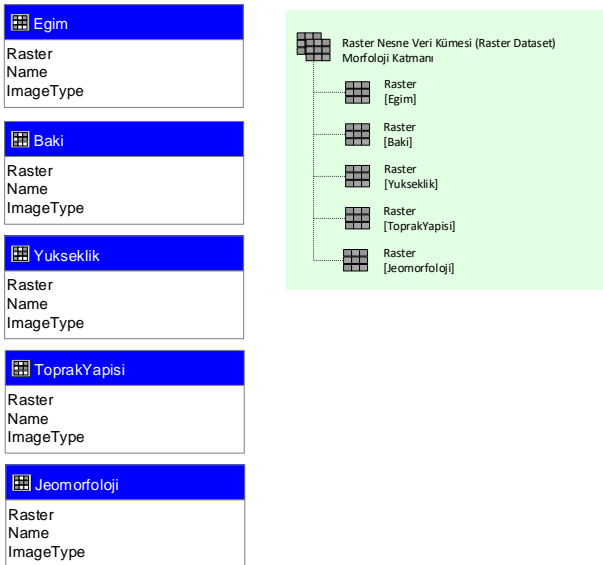 Egim
Raster
Name
ImageType
Baki
Raster
Name
ImageType
Yukseklik
Raster
Name
ImageType
ToprakYapisi
Raster
Name
ImageType
Jeomorfoloji
Raster
Name
ImageType
Raster Nesne Veri Kümesi (Raster Dataset)
Morfoloji Katmanı
Raster
[Egim]
Raster
[Baki]
Raster
[Yukseklik]
Raster
[ToprakYapisi]
Raster
[Jeomorfoloji]